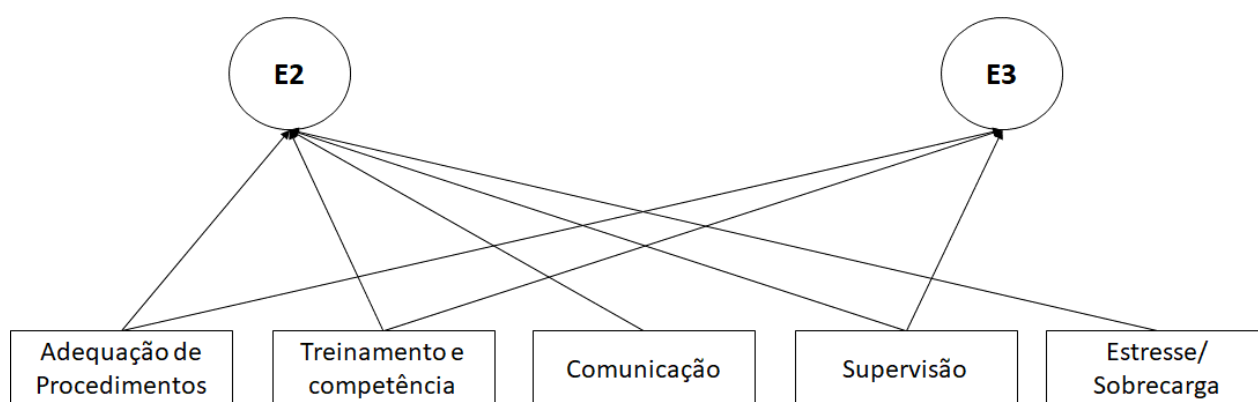 E2
E3
Adequação de
Procedimentos
Treinamento e
competência
Comunicação
Supervisão
Estresse/
Sobrecarga